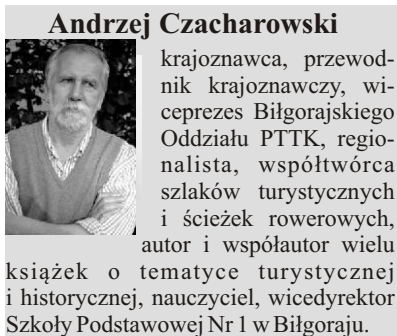 Andrzej Czacharowski
krajoznawca, przewod-
nik krajoznawczy, wi-
ceprezes Biłgorajskiego
Oddziału PTTK, regio-
nalista, współtwórca
szlaków turystycznych
i ścieżek rowerowych,
autor i współautor wielu
książek o tematyce turystycznej
i historycznej, nauczyciel, wicedyrektor
Szkoły Podstawowej Nr 1 w Biłgoraju.